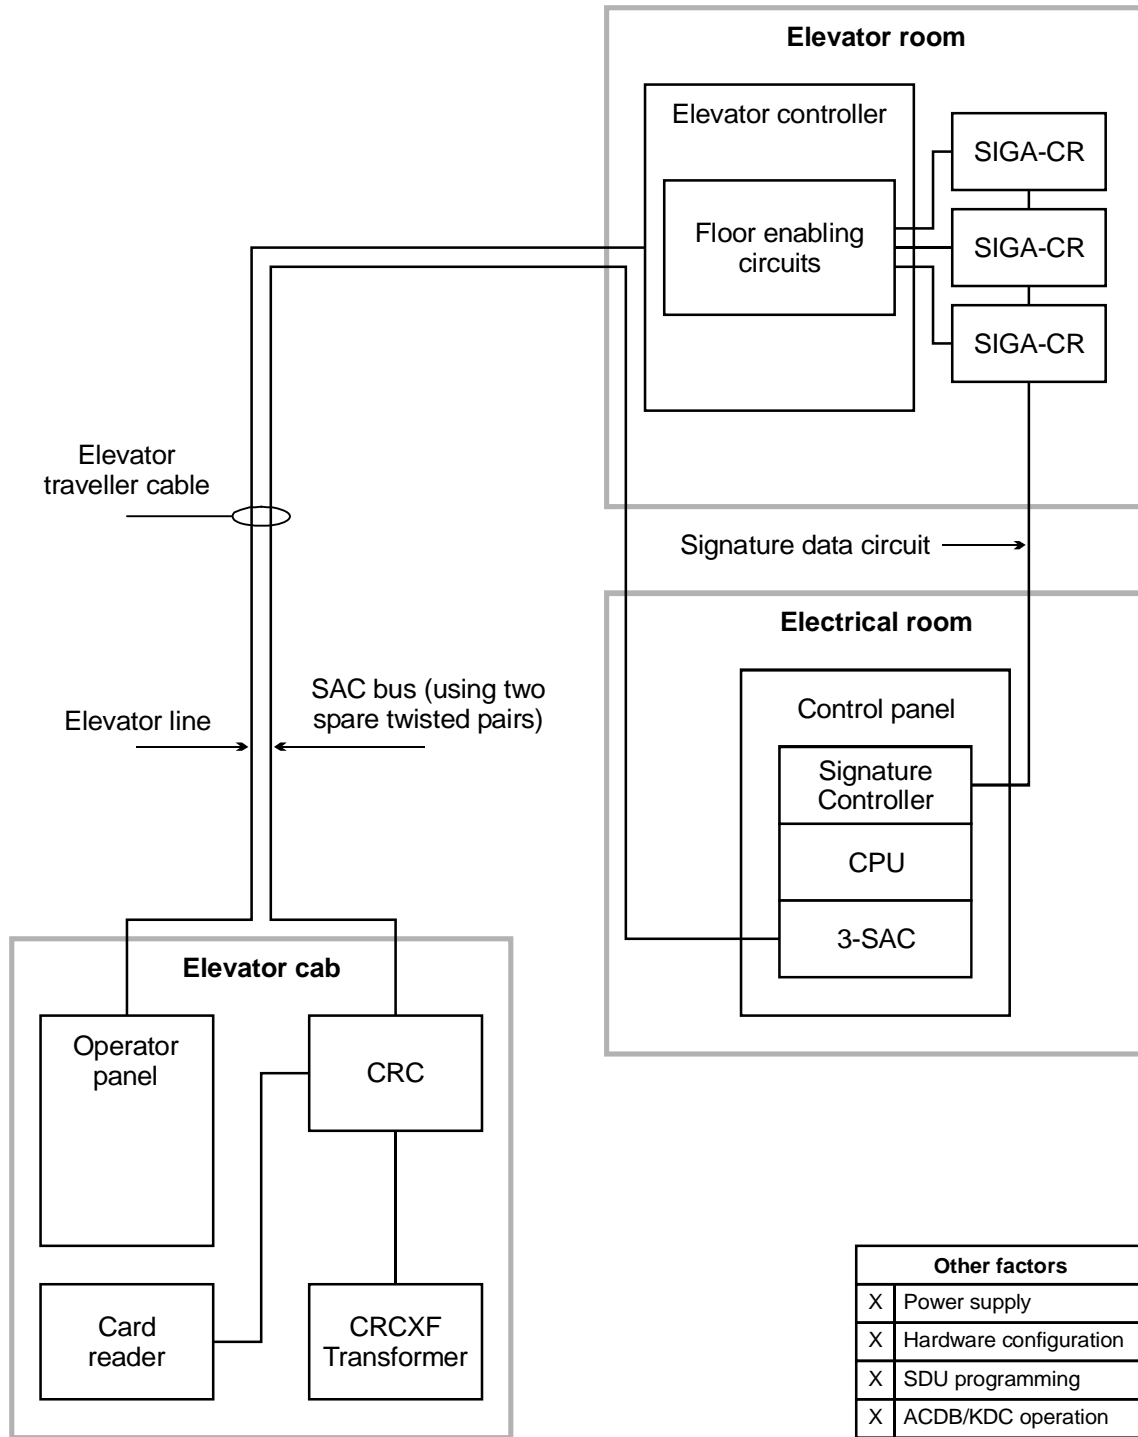 Elevator room
Elevator controller
SIGA-CR
Floor enabling
circuits
SIGA-CR
SIGA-CR
Elevator
traveller cable
Signature data circuit
Electrical room
SAC bus (using two
spare twisted pairs)
Elevator line
Control panel
Signature
Controller
CPU
3-SAC
Elevator cab
Operator
panel
CRC
Card
reader
CRCXF
Transformer
Other factors
X Power supply
X Hardware configuration
X SDU programming
X ACDB/KDC operation